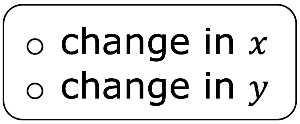 ○ change in x
○ change in y